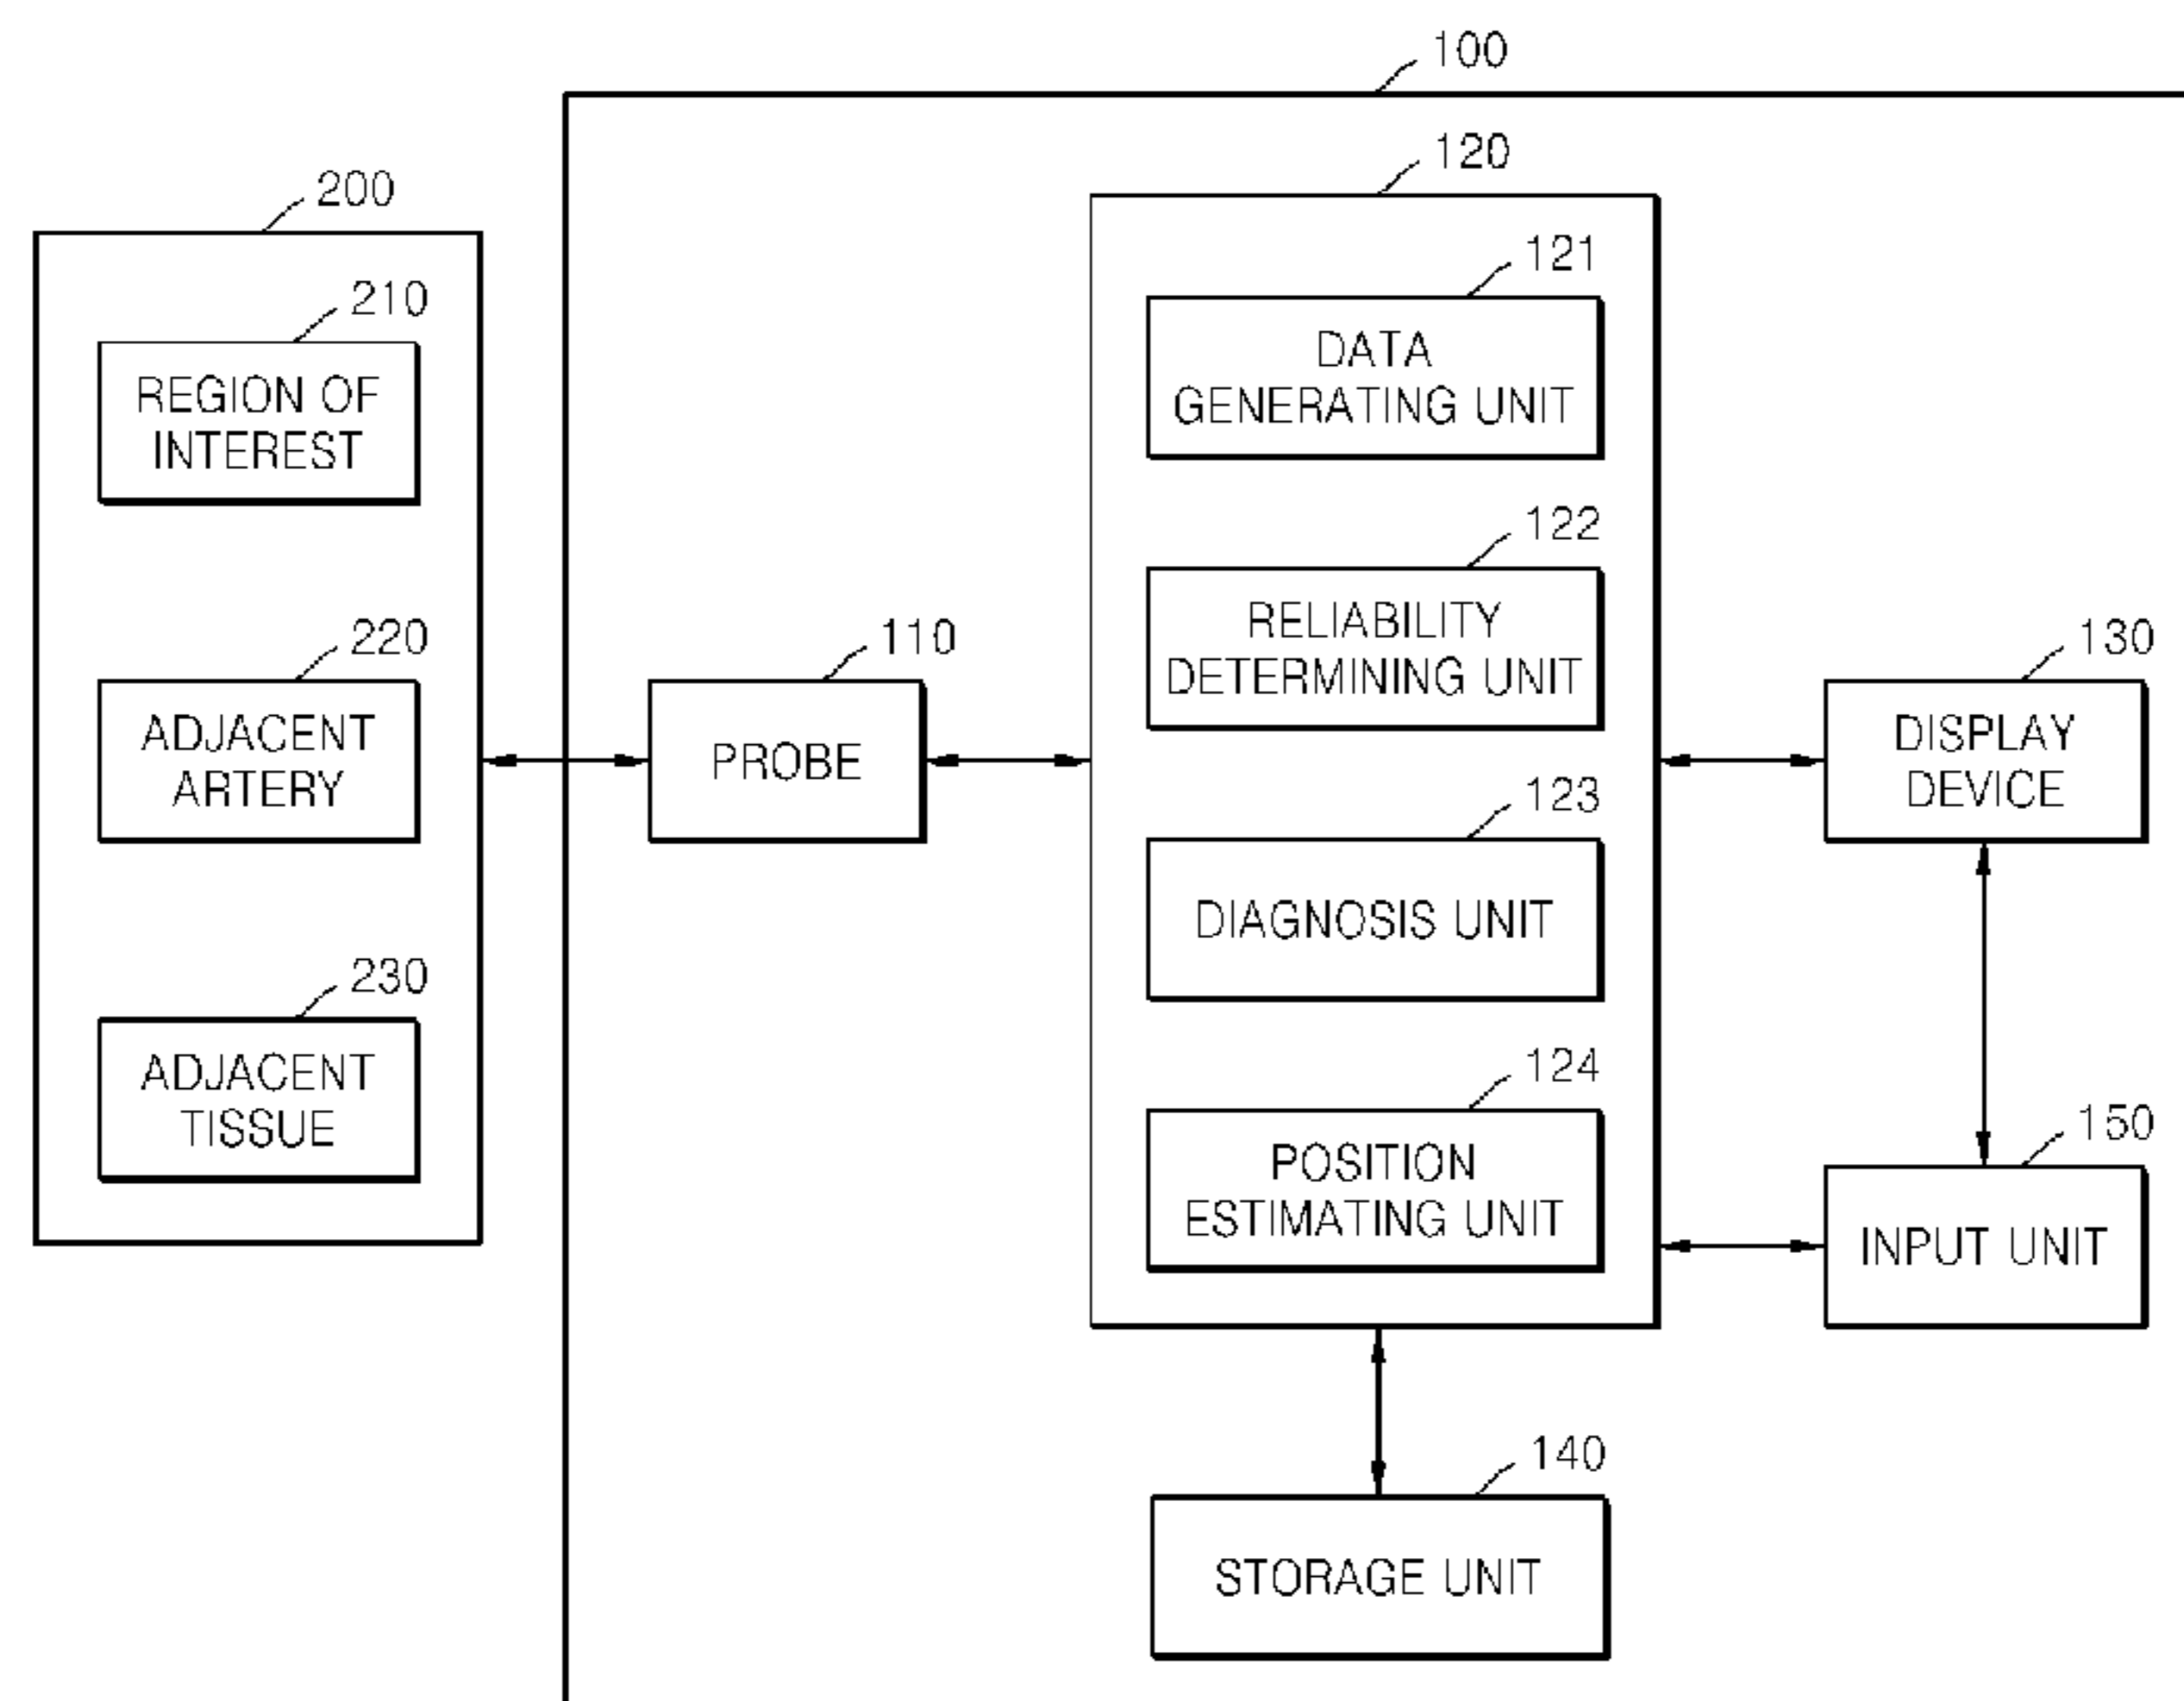 100
200
210
REGION OF
INTEREST
220
ADJACENT
ARTERY
230
ADJACENT
TISSUE
110
PROBE
120
121
DATA
GENERATING UNIT
122
RELIABILITY
DETERMINING UNIT
123
DIAGNOSIS UNIT
124
POSITION
ESTIMATING UNIT
130
DISPLAY
DEVICE
150
INPUT UNIT
140
STORAGE UNIT